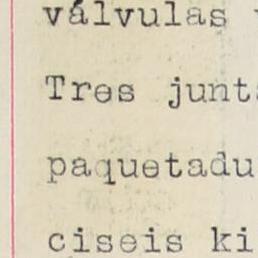 válvulas
Tres junt
paquetadu
ciseis ki